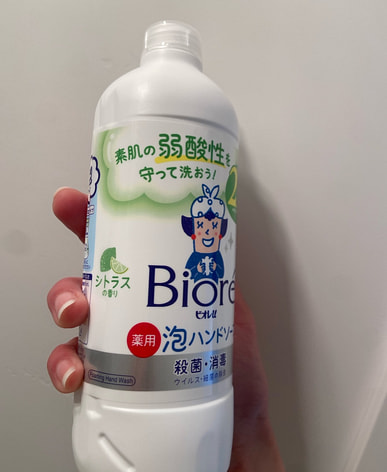 素肌の弱酸性を
守って洗おう!
シトラス
の香り
Bioré
ビオレu
薬用
泡ハンドソープ
殺菌・消毒
Foaming Hand Wash